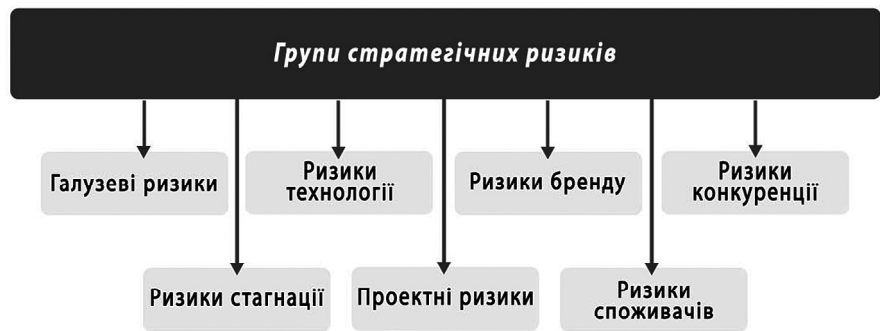 Групи стратегічних ризиків
Галузеві ризики
Ризики
технології
Ризики бренду
Ризики
конкуренції
Ризики стагнації
Проектні ризики
Ризики
споживачів